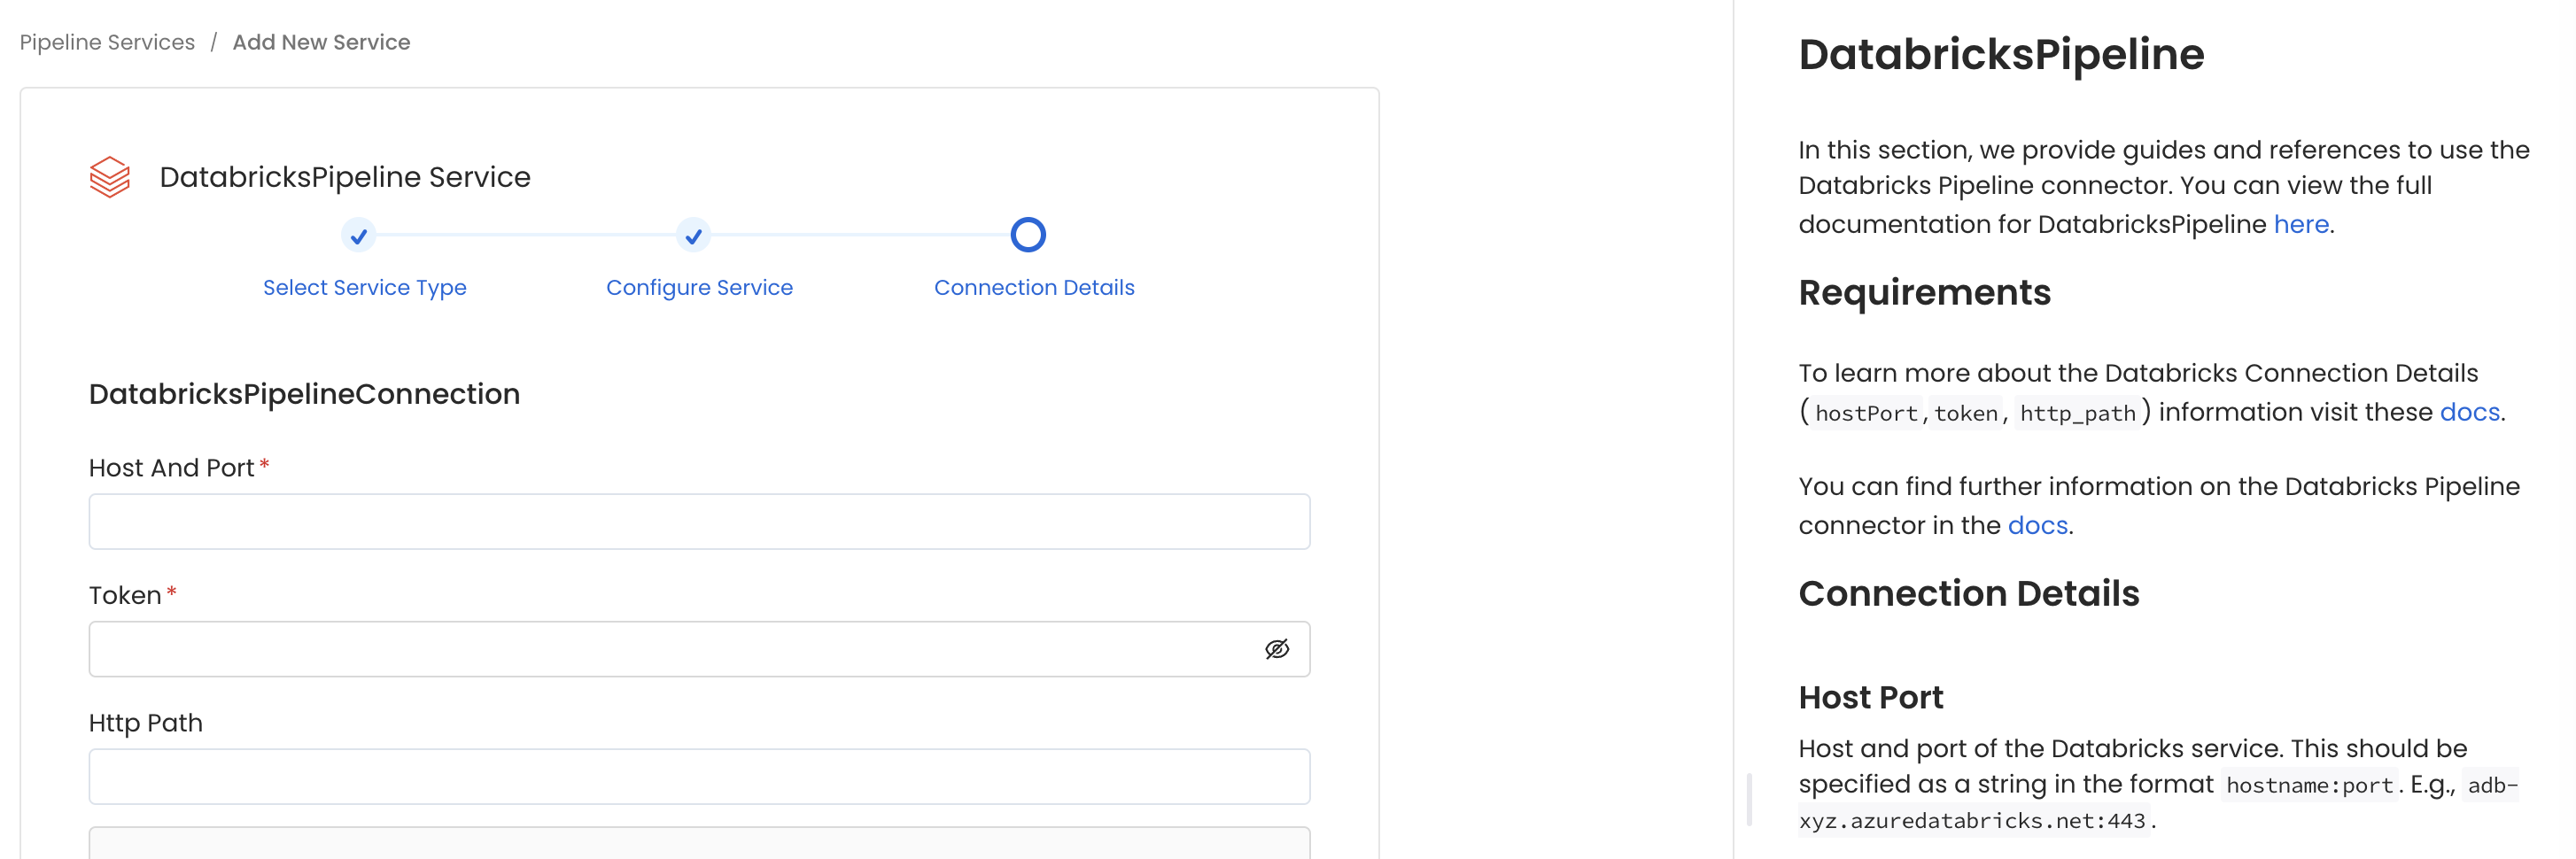 Pipeline Services / Add New Service
DatabricksPipeline Service
Select Service Type
Configure Service
Connection Details
DatabricksPipelineConnection
Host And Port *
Token *
Http Path
DatabricksPipeline
In this section, we provide guides and references to use the
Databricks Pipeline connector. You can view the full
documentation for DatabricksPipeline here.
Requirements
To learn more about the Databricks Connection Details
(hostPort, token, http_path) information visit these docs.
You can find further information on the Databricks Pipeline
connector in the docs.
Connection Details
Host Port
Host and port of the Databricks service. This should be
specified as a string in the format hostname:port. E.g., adb-
xyz.azuredatabricks.net:443.